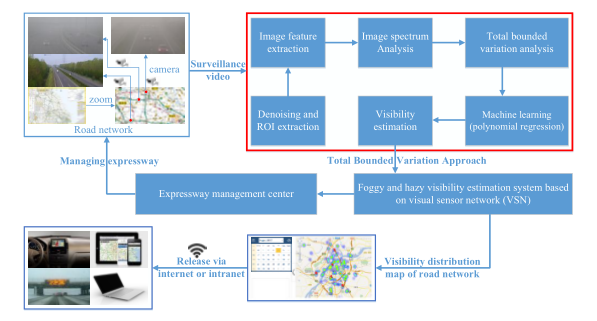 Image feature
extraction
Image spectrum
Analysis
Total bounded
variation analysis
camera
Surveillance
video
zoom
Road network
Denoising and
ROI extraction
Visibility
estimation
Machine learning
(polynomial regression)
Managing expressway
Total Bounded Variation Approach
Expressway management center
Foggy and hazy visibility estimation system based
on visual sensor network (VSN)
Release via
internet or intranet
Visibility distribution
map of road network